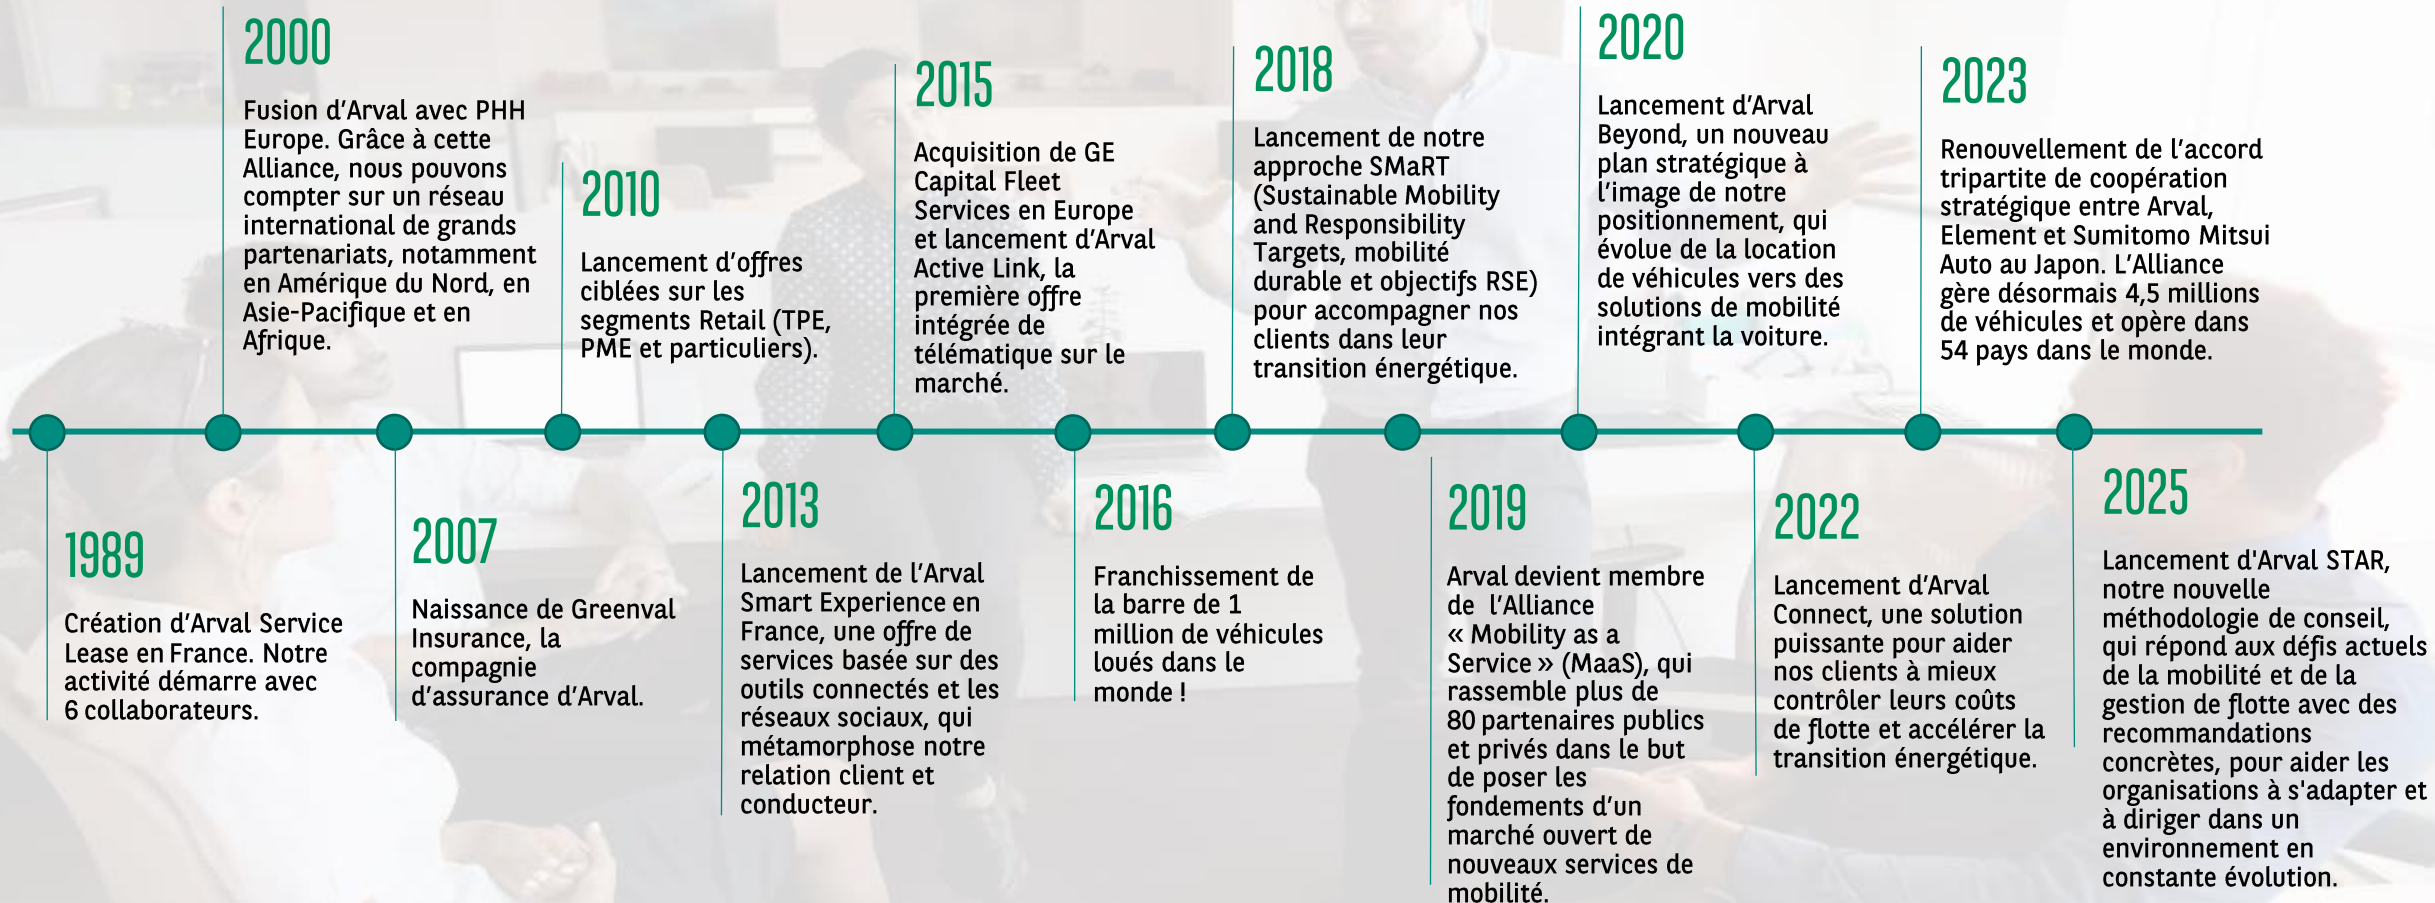 2000
Fusion d’Arval avec PHH
Europe. Grâce à cette
Alliance, nous pouvons
compter sur un réseau
international de grands
partenariats, notamment
en Amérique du Nord, en
Asie-Pacifique et en
Afrique.
2010
Lancement d’offres
ciblées sur les
segments Retail (TPE,
PME et particuliers).
2015
Acquisition de GE
Capital Fleet
Services en Europe
et lancement d’Arval
Active Link, la
première offre
intégrée de
télématique sur le
marché.
2018
Lancement de notre
approche SMaRT
(Sustainable Mobility
and Responsibility
Targets, mobilité
durable et objectifs RSE)
pour accompagner nos
clients dans leur
transition énergétique.
2020
Lancement d’Arval
Beyond, un nouveau
plan stratégique à
l’image de notre
positionnement, qui
évolue de la location
de véhicules vers des
solutions de mobilité
intégrant la voiture.
2023
Renouvellement de l’accord
tripartite de coopération
stratégique entre Arval,
Element et Sumitomo Mitsui
Auto au Japon. L’Alliance
gère désormais 4,5 millions
de véhicules et opère dans
54 pays dans le monde.
1989
Création d’Arval Service
Lease en France. Notre
activité démarre avec
6 collaborateurs.
2007
Naissance de Greenval
Insurance, la
compagnie
d’assurance d’Arval.
2013
Lancement de l’Arval
Smart Experience en
France, une offre de
services basée sur des
outils connectés et les
réseaux sociaux, qui
métamorphose notre
relation client et
conducteur.
2016
Franchissement de
la barre de 1
million de véhicules
loués dans le
monde !
2019
Arval devient membre
de l’Alliance
« Mobility as a
Service » (MaaS), qui
rassemble plus de
80 partenaires publics
et privés dans le but
de poser les
fondements d’un
marché ouvert de
nouveaux services de
mobilité.
2022
Lancement d’Arval
Connect, une solution
puissante pour aider
nos clients à mieux
contrôler leurs coûts
de flotte et accélérer la
transition énergétique.
2025
Lancement d'Arval STAR,
notre nouvelle
méthodologie de conseil,
qui répond aux défis actuels
de la mobilité et de la
gestion de flotte avec des
recommandations
concrètes, pour aider les
organisations à s'adapter et
à diriger dans un
environnement en
constante évolution.